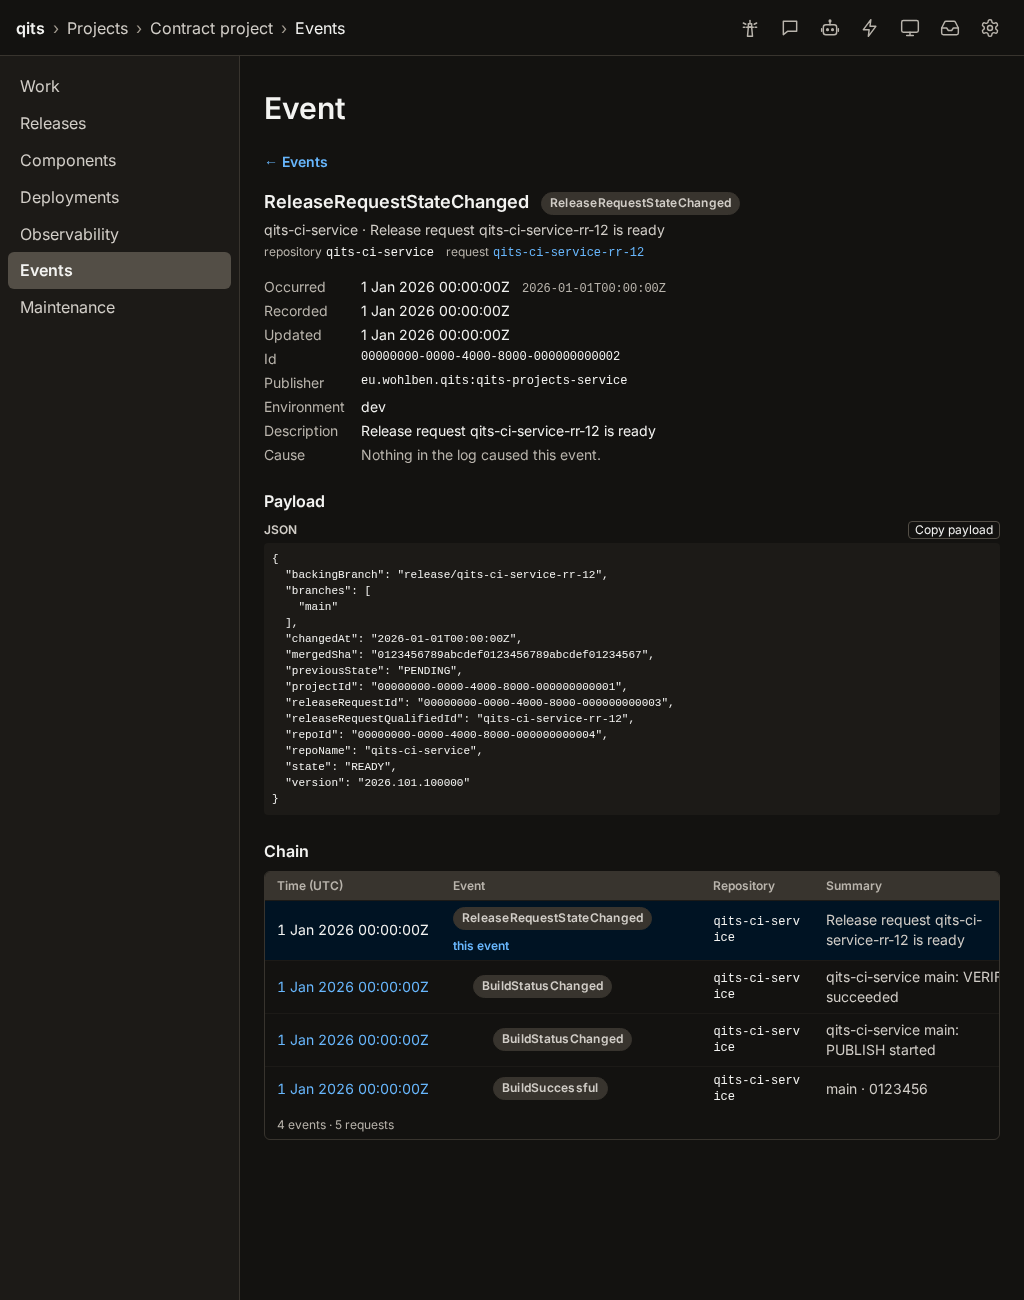 qits › Projects › Contract project › Events
Work
Releases
Components
Deployments
Observability
Events
Maintenance
Event
← Events
ReleaseRequestStateChanged ReleaseRequestStateChanged
qits-ci-service · Release request qits-ci-service-rr-12 is ready
repository qits-ci-service request qits-ci-service-rr-12
Occurred 1 Jan 2026 00:00:00Z 2026-01-01T00:00:00Z
Recorded 1 Jan 2026 00:00:00Z
Updated 1 Jan 2026 00:00:00Z
Id 00000000-0000-4000-8000-000000000002
Publisher eu.wohlben.qits:qits-projects-service
Environment dev
Description Release request qits-ci-service-rr-12 is ready
Cause Nothing in the log caused this event.
Payload
JSON Copy payload
{
  "backingBranch": "release/qits-ci-service-rr-12",
  "branches": [
    "main"
  ],
  "changedAt": "2026-01-01T00:00:00Z",
  "mergedSha": "0123456789abcdef0123456789abcdef01234567",
  "previousState": "PENDING",
  "projectId": "00000000-0000-4000-8000-000000000001",
  "releaseRequestId": "00000000-0000-4000-8000-000000000003",
  "releaseRequestQualifiedId": "qits-ci-service-rr-12",
  "repoId": "00000000-0000-4000-8000-000000000004",
  "repoName": "qits-ci-service",
  "state": "READY",
  "version": "2026.101.100000"
}
Chain
Time (UTC) Event Repository Summary
1 Jan 2026 00:00:00Z ReleaseRequestStateChanged this event qits-ci-serv
ice Release request qits-ci-
service-rr-12 is ready
1 Jan 2026 00:00:00Z BuildStatusChanged qits-ci-serv
ice qits-ci-service main: VERIF
succeeded
1 Jan 2026 00:00:00Z BuildStatusChanged qits-ci-serv
ice qits-ci-service main:
PUBLISH started
1 Jan 2026 00:00:00Z BuildSuccessful qits-ci-serv
ice main · 0123456
4 events · 5 requests